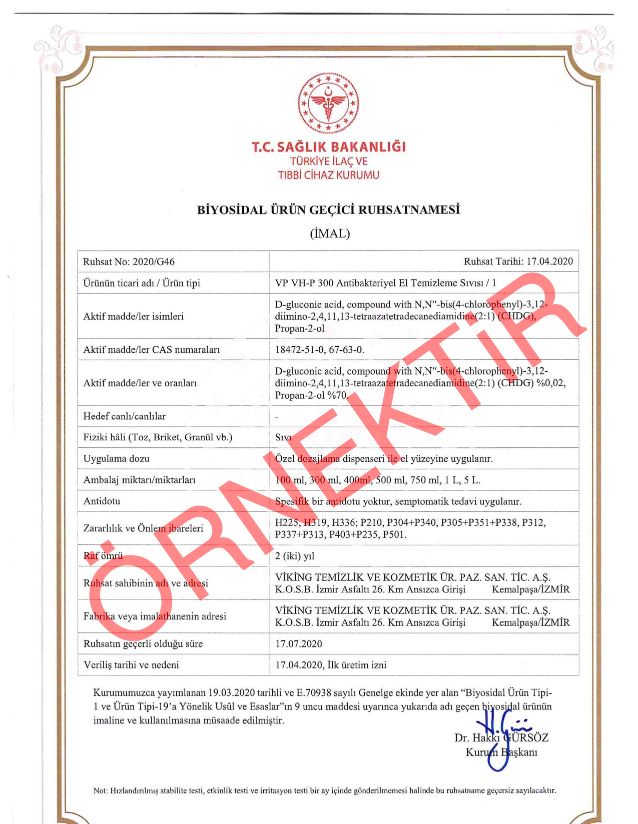 T.C. SAĞLIK BAKANLIĞI
TÜRKİYE İLAÇ VE
TIBBİ CİHAZ KURUMU
BİYOSİDAL ÜRÜN GEÇİCİ RUHSATNAMESİ
(İMAL)
Ruhsat No: 2020/G46 Ruhsat Tarihi: 17.04.2020
Ürünün ticari adı / Ürün tipi VP VH-P 300 Antibakteriyel El Temizleme Sıvısı / 1
Aktif madde/ler isimleri D-gluconic acid, compound with N,N"-bis(4-chlorophenyl)-3,12-
diimino-2,4,11,13-tetraazatetradecanediamidine(2:1) (CHDG),
Propan-2-ol
Aktif madde/ler CAS numaraları 18472-51-0, 67-63-0.
Aktif madde/ler ve oranları D-gluconic acid, compound with N,N"-bis(4-chlorophenyl)-3,12-
diimino-2,4,11,13-tetraazatetradecanediamidine(2:1) (CHDG) %0,02,
Propan-2-ol %70.
Hedef canlı/canlılar -
Fiziki hâli (Toz, Briket, Granül vb.) Sıvı
Uygulama dozu Özel dozajlama dispenseri ile el yüzeyine uygulanır.
Ambalaj miktarı/miktarları 100 ml, 300 ml, 400ml, 500 ml, 750 ml, 1 L, 5 L.
Antidotu Spesifik bir antidotu yoktur, semptomatik tedavi uygulanır.
Zararlılık ve Önlem ibareleri H225, H319, H336; P210, P304+P340, P305+P351+P338, P312,
P337+P313, P403+P235, P501.
Raf ömrü 2 (iki) yıl
Ruhsat sahibinin adı ve adresi VİKİNG TEMİZLİK VE KOZMETİK ÜR. PAZ. SAN. TİC. A.Ş.
K.O.S.B. İzmir Asfaltı 26. Km Ansızca Girişi Kemalpaşa/İZMİR
Fabrika veya imalathanenin adresi VİKİNG TEMİZLİK VE KOZMETİK ÜR. PAZ. SAN. TİC. A.Ş.
K.O.S.B. İzmir Asfaltı 26. Km Ansızca Girişi Kemalpaşa/İZMİR
Ruhsatın geçerli olduğu süre 17.07.2020
Veriliş tarihi ve nedeni 17.04.2020, İlk üretim izni
Kurumumuzca yayımlanan 19.03.2020 tarihli ve E.70938 sayılı Genelge ekinde yer alan "Biyosidal Ürün Tipi-
1 ve Ürün Tipi-19'a Yönelik Usûl ve Esaslar"ın 9 uncu maddesi uyarınca yukarıda adı geçen biyosidal ürünün
imaline ve kullanılmasına müsaade edilmiştir.
Dr. Hakkı GÜRSÖZ
Kurum Başkanı
Not: Hızlandırılmış stabilite testi, etkinlik testi ve irritasyon testi bir ay içinde gönderilmemesi halinde bu ruhsatname geçersiz sayılacaktır.
ÖRNEKTİR